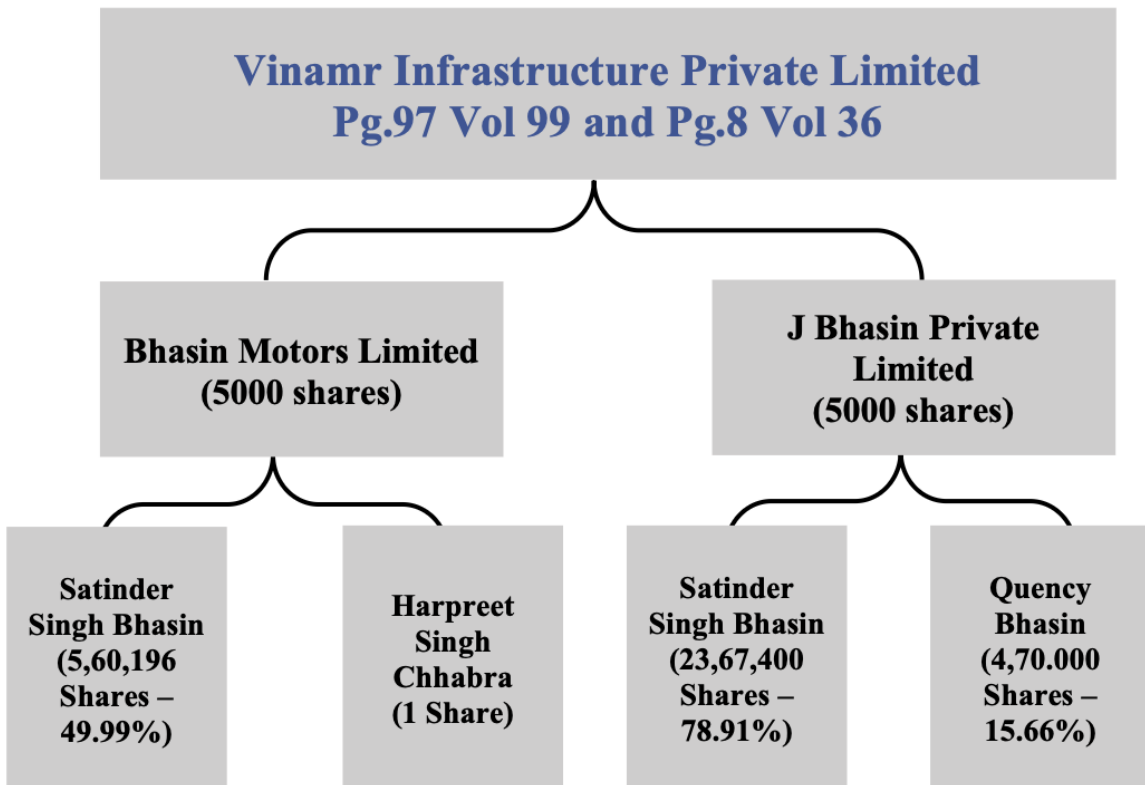 Vinamr Infrastructure Private Limited
Pg.97 Vol 99 and Pg.8 Vol 36
Bhasin Motors Limited
(5000 shares)
J Bhasin Private
Limited
(5000 shares)
Satinder
Singh Bhasin
(5,60,196
Shares –
49.99%)
Harpreet
Singh
Chhabra
(1 Share)
Satinder
Singh Bhasin
(23,67,400
Shares –
78.91%)
Quency
Bhasin
(4,70.000
Shares –
15.66%)